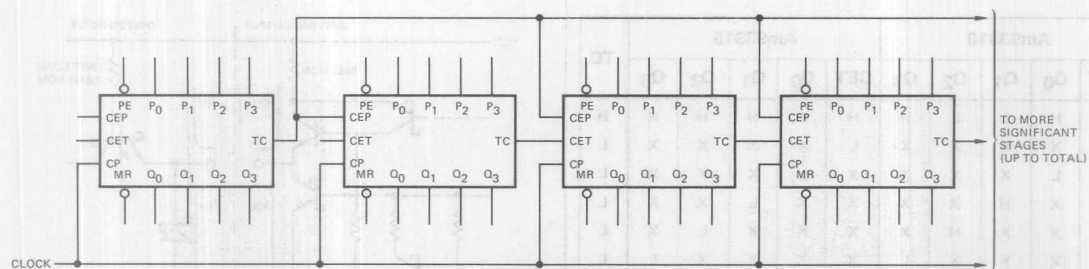 PE P0 P1 P2 P3
CEP
CET TC
CP
MR Q0 Q1 Q2 Q3
PE P0 P1 P2 P3
CEP
CET TC
CP
MR Q0 Q1 Q2 Q3
PE P0 P1 P2 P3
CEP
CET TC
CP
MR Q0 Q1 Q2 Q3
PE P0 P1 P2 P3
CEP
CET TC
CP
MR Q0 Q1 Q2 Q3
TO MORE
SIGNIFICANT
STAGES
(UP TO TOTAL)
CLOCK